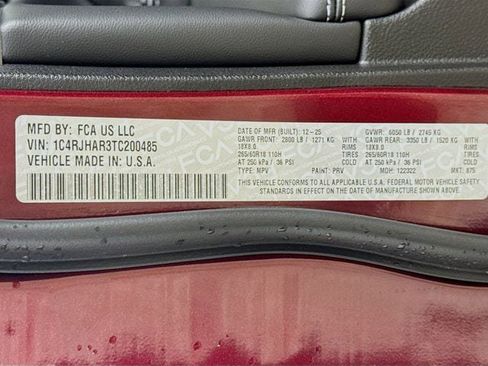 MFD BY: FCA US LLC
VIN: 1C4RJHAR3TC200485
VEHICLE MADE IN: U.S.A.
DATE OF MFR (BUILT): 12-25 GVWR: 6050 LB / 2745 KG
GAWR FRONT: 2800 LB / 1271 KG GAWR REAR: 3350 LB / 1520 KG
18X8.0 RIMS 18X8.0 RIMS
265/60R18 110H TIRES 265/60R18 110H TIRES
AT 250 kPa / 36 PSI COLD AT 250 kPa / 36 PSI COLD
THIS VEHICLE CONFORMS TO ALL APPLICABLE U.S.A. FEDERAL MOTOR VEHICLE SAFETY
STANDARDS IN EFFECT ON THE DATE OF MANUFACTURE SHOWN ABOVE.
TYPE: MPV PAINT: PRV MDH: 122322 MKT: 875